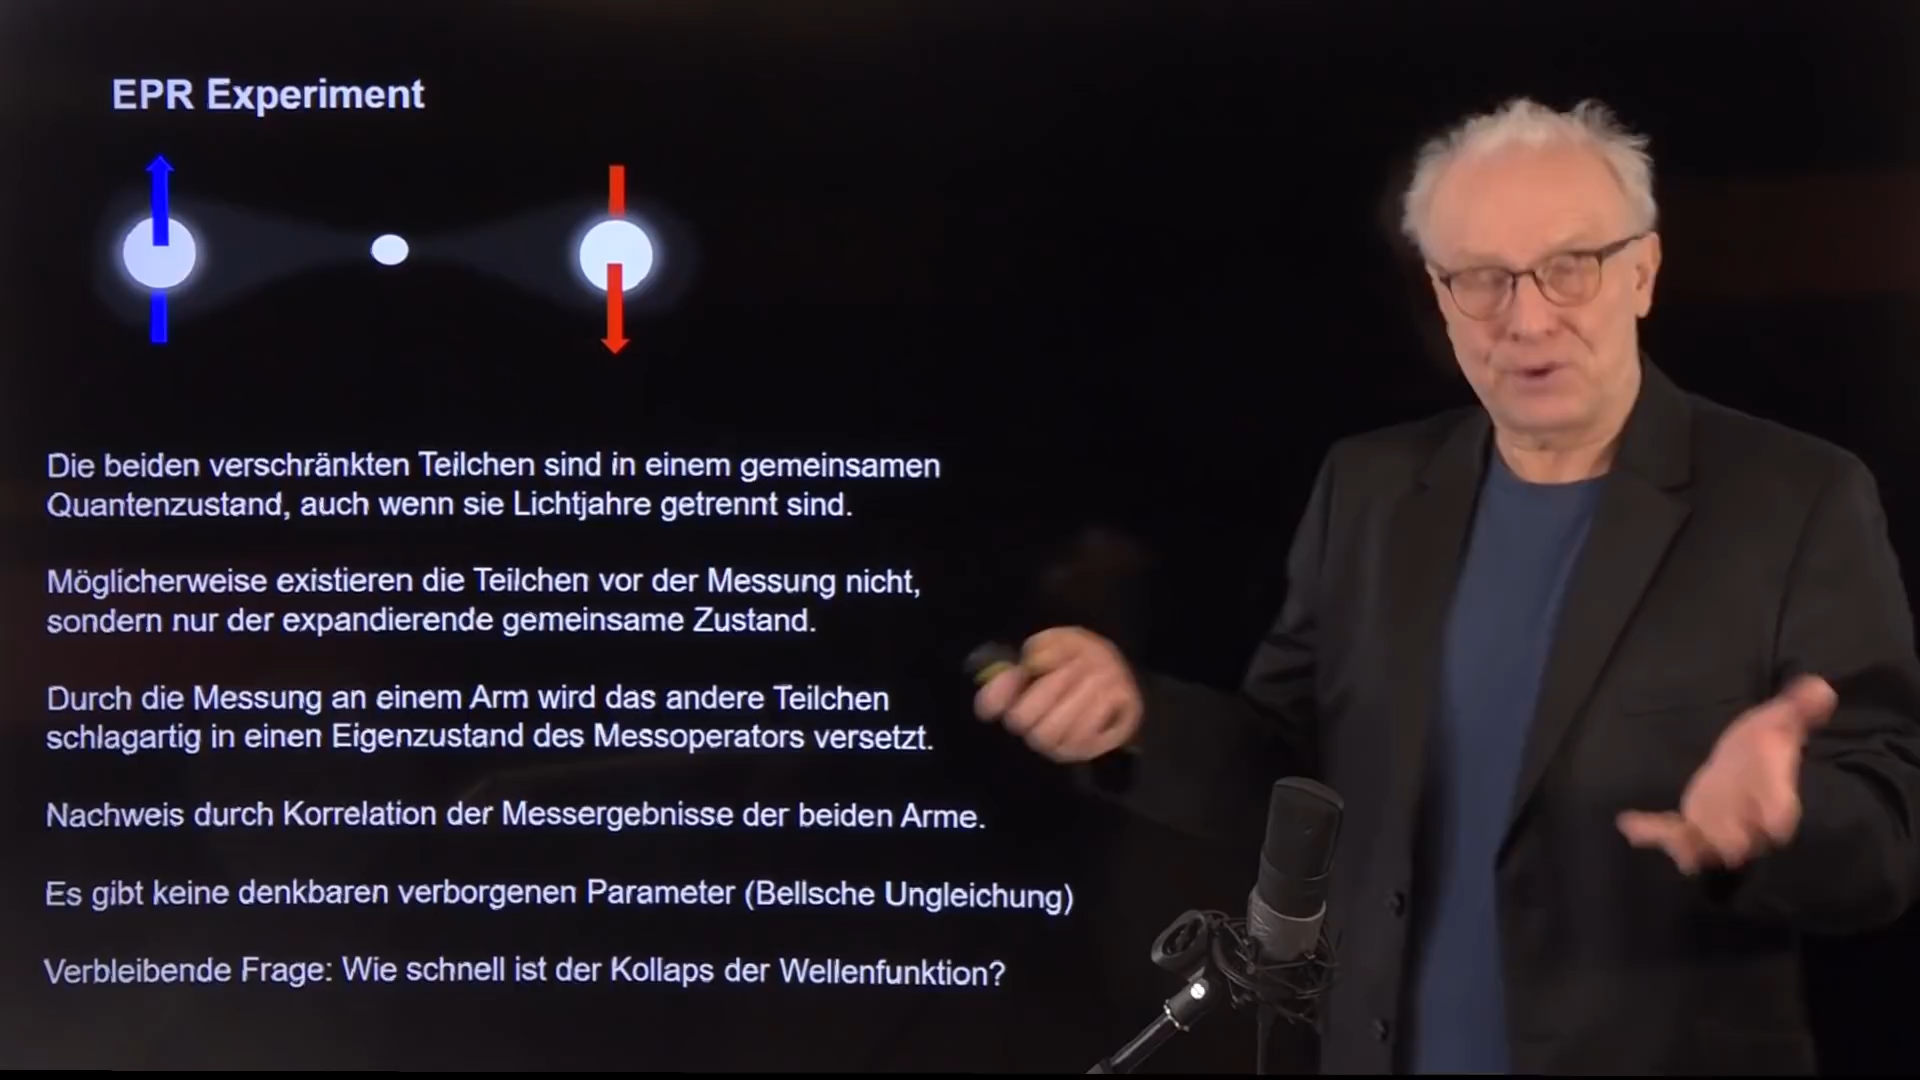 EPR Experiment
Die beiden verschränkten Teilchen sind in einem gemeinsamen
Quantenzustand, auch wenn sie Lichtjahre getrennt sind.
Möglicherweise existieren die Teilchen vor der Messung nicht,
sondern nur der expandierende gemeinsame Zustand.
Durch die Messung an einem Arm wird das andere Teilchen
schlagartig in einen Eigenzustand des Messoperators versetzt.
Nachweis durch Korrelation der Messergebnisse der beiden Arme.
Es gibt keine denkbaren verborgenen Parameter (Bellsche Ungleichung)
Verbleibende Frage: Wie schnell ist der Kollaps der Wellenfunktion?